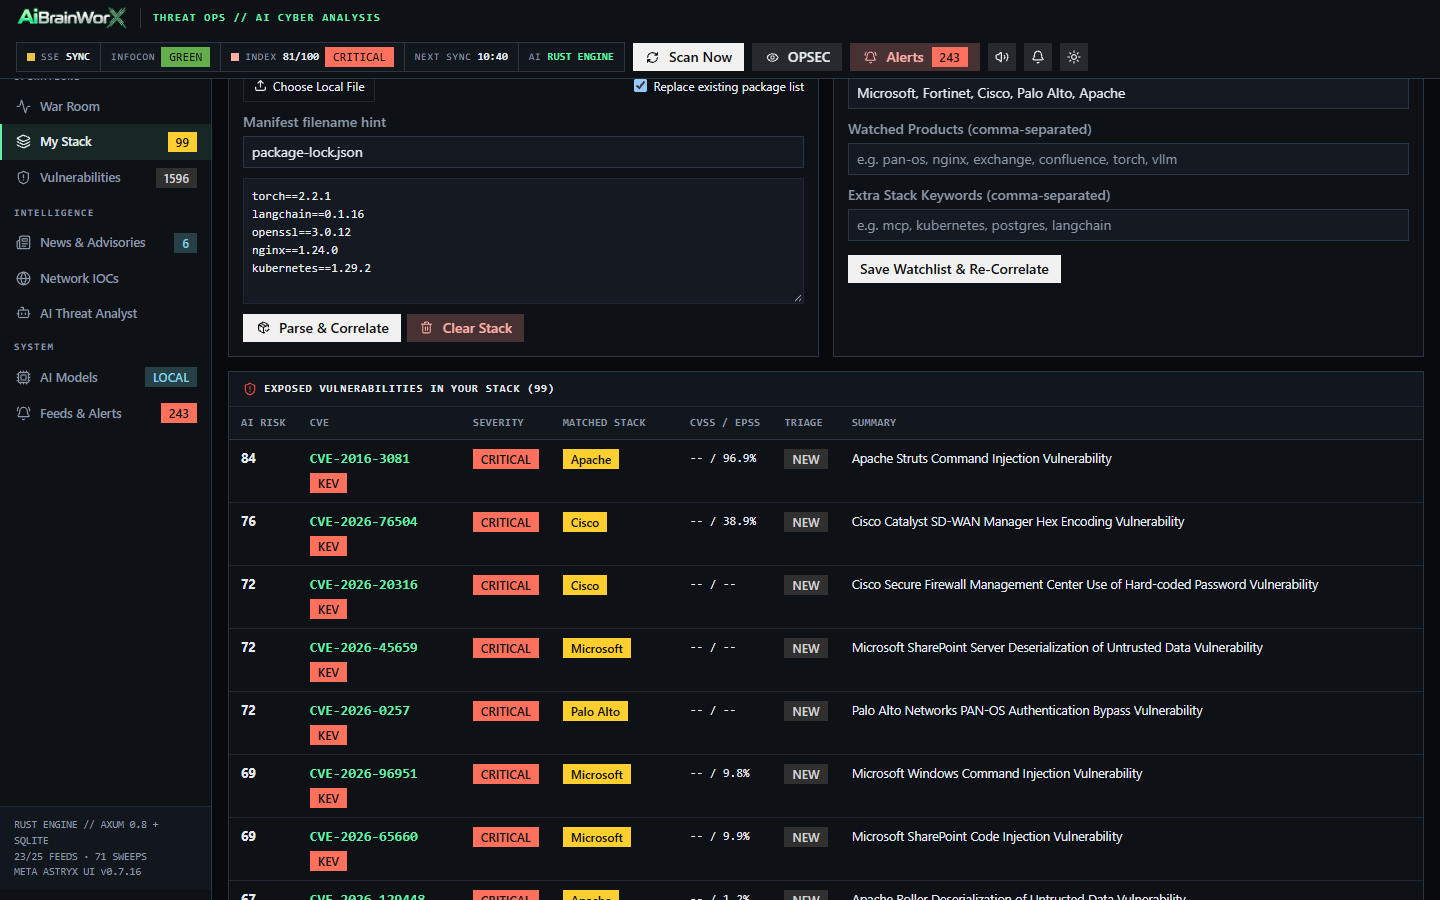 AiBrainWorX
THREAT OPS // AI CYBER ANALYSIS
SSE SYNC
INFOCON GREEN
INDEX 81/100 CRITICAL
NEXT SYNC 10:40
AI RUST ENGINE
Scan Now
OPSEC
Alerts 243
War Room
My Stack 99
Vulnerabilities 1596
INTELLIGENCE
News & Advisories 6
Network IOCs
AI Threat Analyst
SYSTEM
AI Models LOCAL
Feeds & Alerts 243
RUST ENGINE // AXUM 0.8 +
SQLITE
23/25 FEEDS · 71 SWEEPS
META ASTRYX UI v0.7.16
Choose Local File
Replace existing package list
Manifest filename hint
package-lock.json
torch==2.2.1
langchain==0.1.16
openssl==3.0.12
nginx==1.24.0
kubernetes==1.29.2
Parse & Correlate
Clear Stack
Microsoft, Fortinet, Cisco, Palo Alto, Apache
Watched Products (comma-separated)
e.g. pan-os, nginx, exchange, confluence, torch, vllm
Extra Stack Keywords (comma-separated)
e.g. mcp, kubernetes, postgres, langchain
Save Watchlist & Re-Correlate
EXPOSED VULNERABILITIES IN YOUR STACK (99)
AI RISK CVE SEVERITY MATCHED STACK CVSS / EPSS TRIAGE SUMMARY
84 CVE-2016-3081 CRITICAL Apache -- / 96.9% NEW Apache Struts Command Injection Vulnerability
KEV
76 CVE-2026-76504 CRITICAL Cisco -- / 38.9% NEW Cisco Catalyst SD-WAN Manager Hex Encoding Vulnerability
KEV
72 CVE-2026-20316 CRITICAL Cisco -- / -- NEW Cisco Secure Firewall Management Center Use of Hard-coded Password Vulnerability
KEV
72 CVE-2026-45659 CRITICAL Microsoft -- / -- NEW Microsoft SharePoint Server Deserialization of Untrusted Data Vulnerability
KEV
72 CVE-2026-0257 CRITICAL Palo Alto -- / -- NEW Palo Alto Networks PAN-OS Authentication Bypass Vulnerability
KEV
69 CVE-2026-96951 CRITICAL Microsoft -- / 9.8% NEW Microsoft Windows Command Injection Vulnerability
KEV
69 CVE-2026-65660 CRITICAL Microsoft -- / 9.9% NEW Microsoft SharePoint Code Injection Vulnerability
KEV
67 CRITICAL Apache -- / 1.2% NEW Apache Roller Deserialization of Untrusted Data Vulnerability